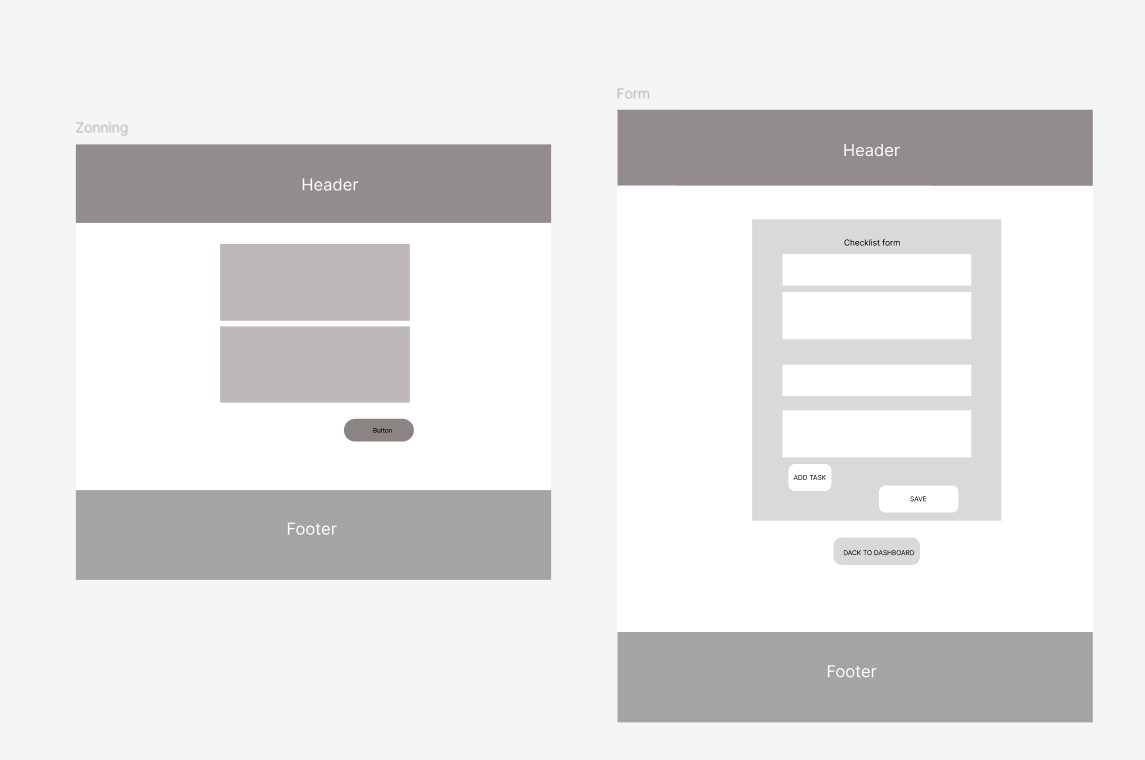 Zonning
Header
Button
Footer
Form
Header
Checklist form
ADD TASK
SAVE
DACK TO DASHBOARD
Footer